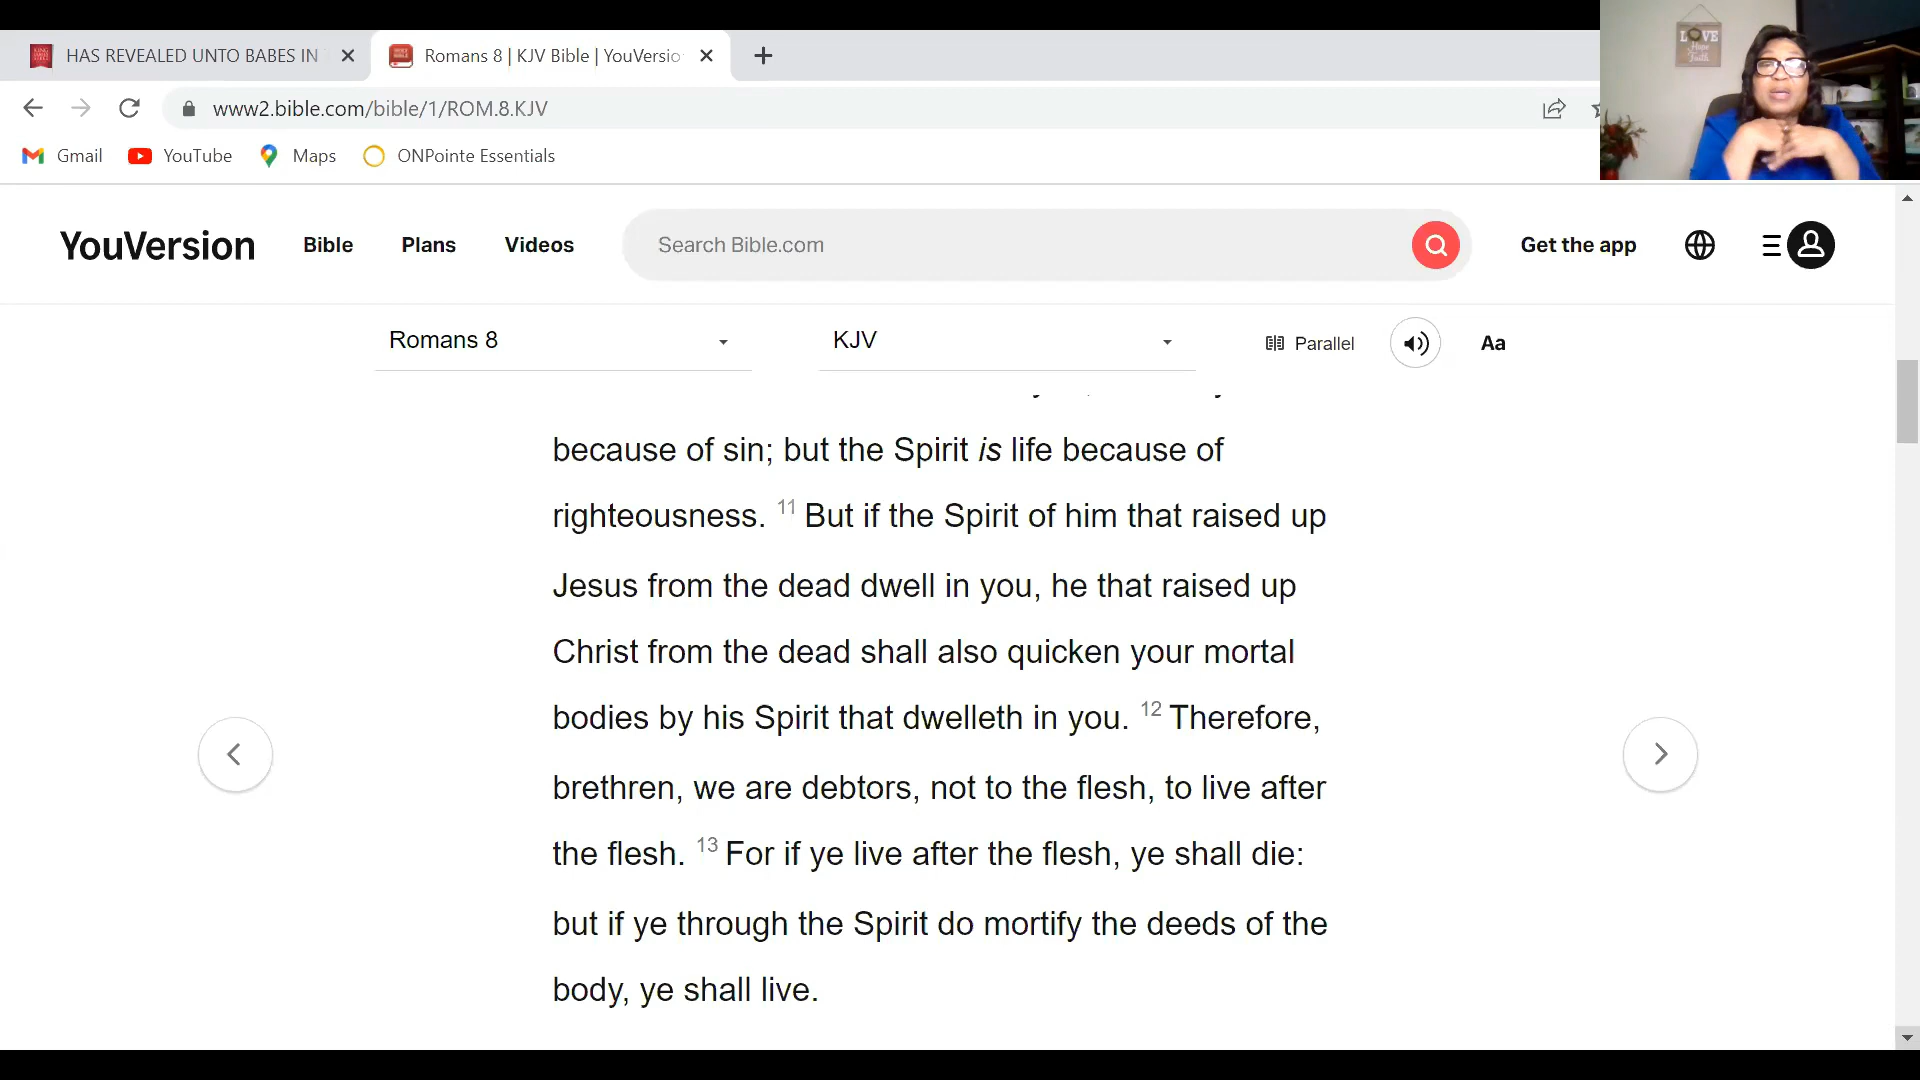 HAS REVEALED UNTO BABES IN
Romans 8 | KJV Bible | YouVersio
www2.bible.com/bible/1/ROM.8.KJV
Gmail
YouTube
Maps
ONPointe Essentials
LOVE
Hope
Faith
YouVersion
Bible
Plans
Videos
Search Bible.com
Get the app
Romans 8
KJV
Parallel
Aa
because of sin; but the Spirit is life because of
righteousness. 11 But if the Spirit of him that raised up
Jesus from the dead dwell in you, he that raised up
Christ from the dead shall also quicken your mortal
bodies by his Spirit that dwelleth in you. 12 Therefore,
brethren, we are debtors, not to the flesh, to live after
the flesh. 13 For if ye live after the flesh, ye shall die:
but if ye through the Spirit do mortify the deeds of the
body, ye shall live.